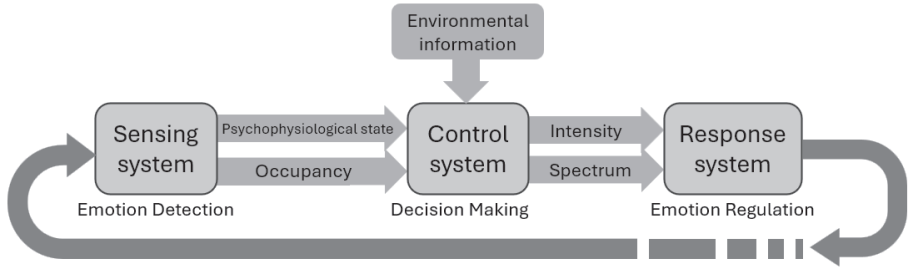 Environmental
information
Sensing
system
Psychophysiological state
Occupancy
Control
system
Intensity
Spectrum
Response
system
Emotion Detection
Decision Making
Emotion Regulation